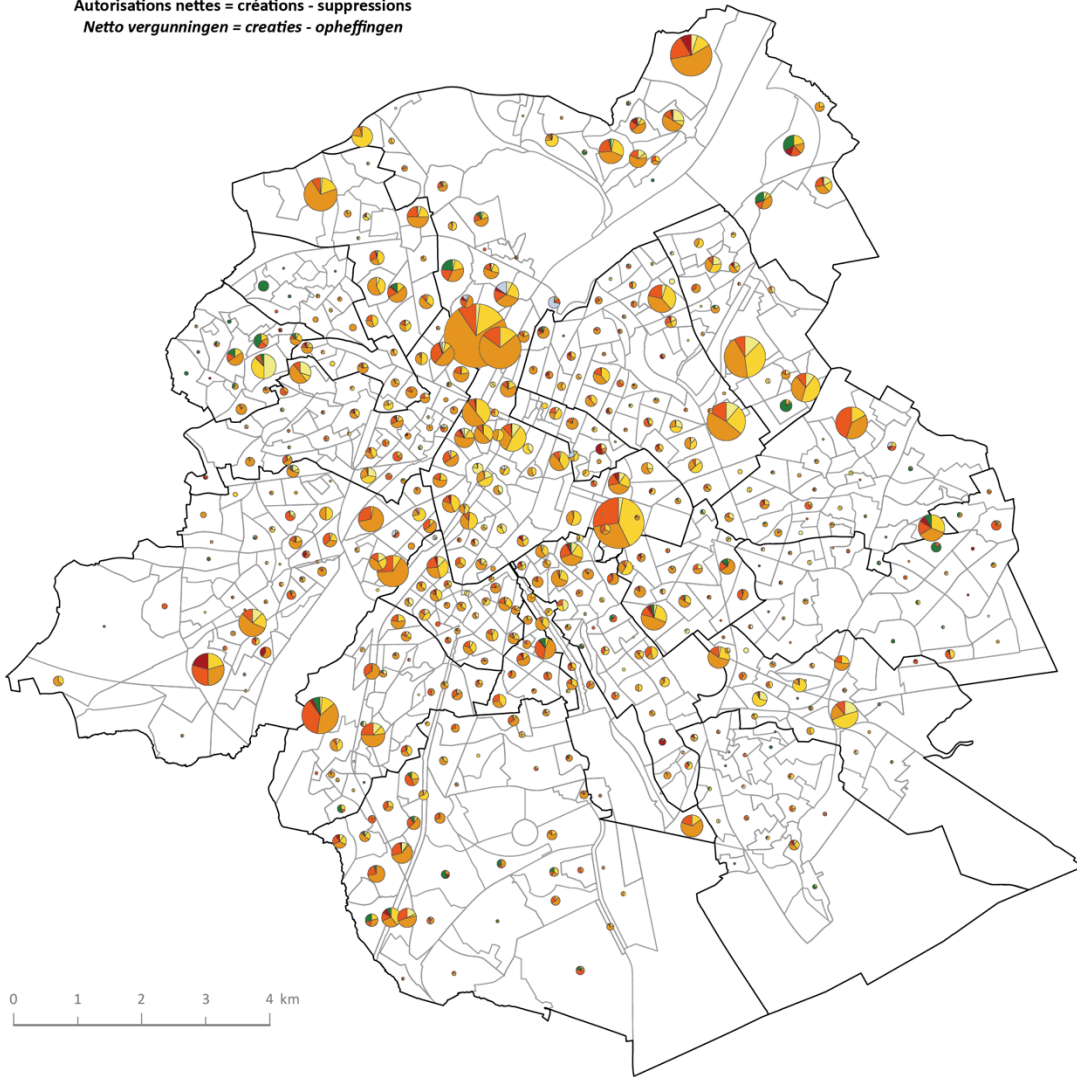 Autorisations nettes = créations - suppressions
Netto vergunningen = creaties - opheffingen
0 1 2 3 4 km